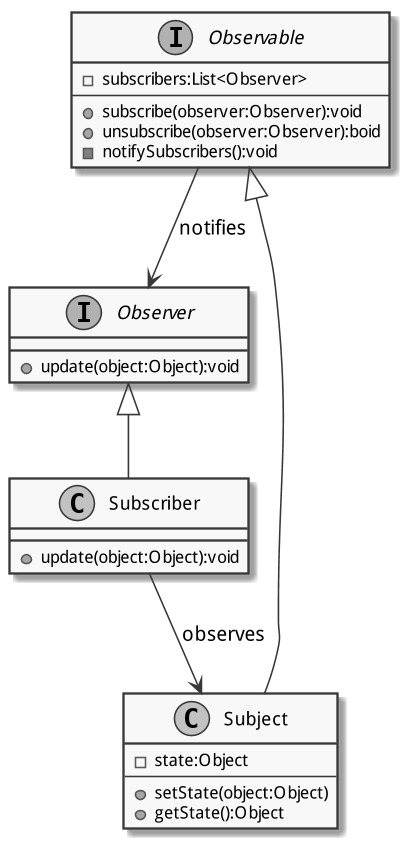 I Observable
subscribers:List<Observer>
subscribe(observer:Observer):void
unsubscribe(observer:Observer):boid
notifySubscribers():void
notifies
I Observer
update(object:Object):void
C Subscriber
update(object:Object):void
observes
C Subject
state:Object
setState(object:Object)
getState():Object